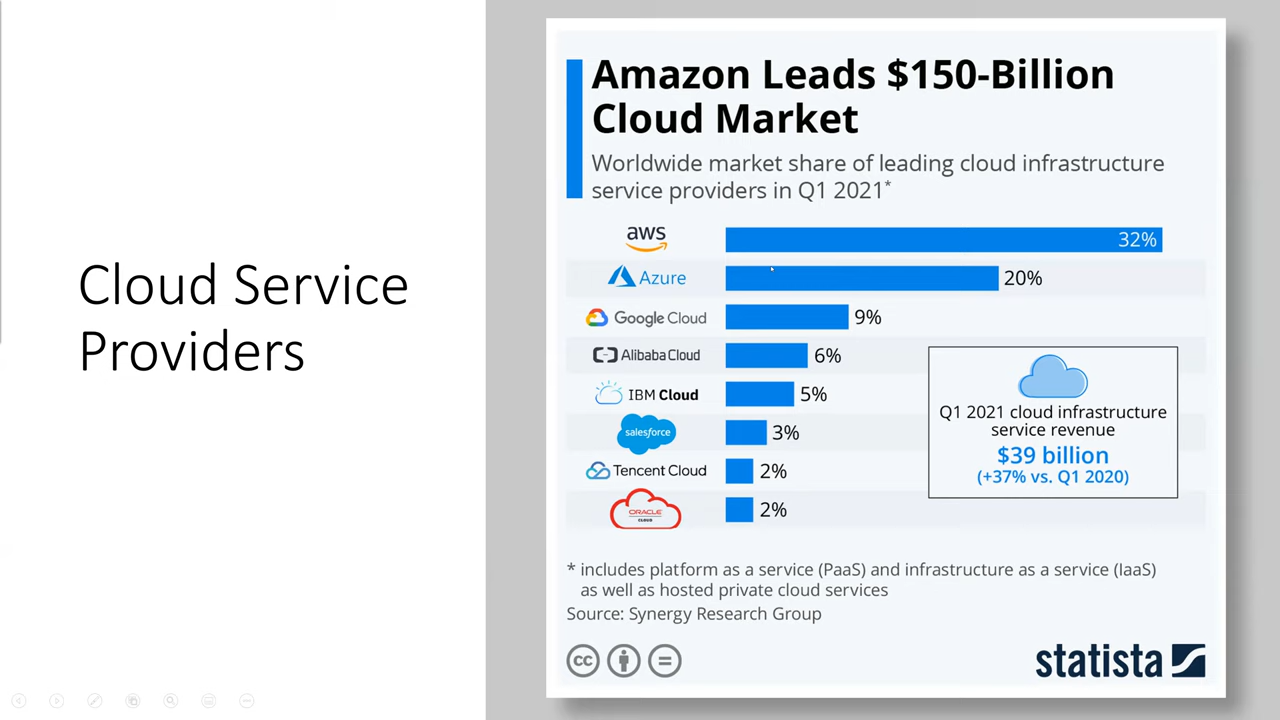 Cloud Service
Providers
Amazon Leads $150-Billion
Cloud Market
Worldwide market share of leading cloud infrastructure
service providers in Q1 2021*
aws
32%
Azure
20%
Google Cloud
9%
Alibaba Cloud
6%
IBM Cloud
5%
salesforce
3%
Tencent Cloud
2%
ORACLE
CLOUD
2%
Q1 2021 cloud infrastructure
service revenue
$39 billion
(+37% vs. Q1 2020)
* includes platform as a service (PaaS) and infrastructure as a service (IaaS)
as well as hosted private cloud services
Source: Synergy Research Group
cc
statista